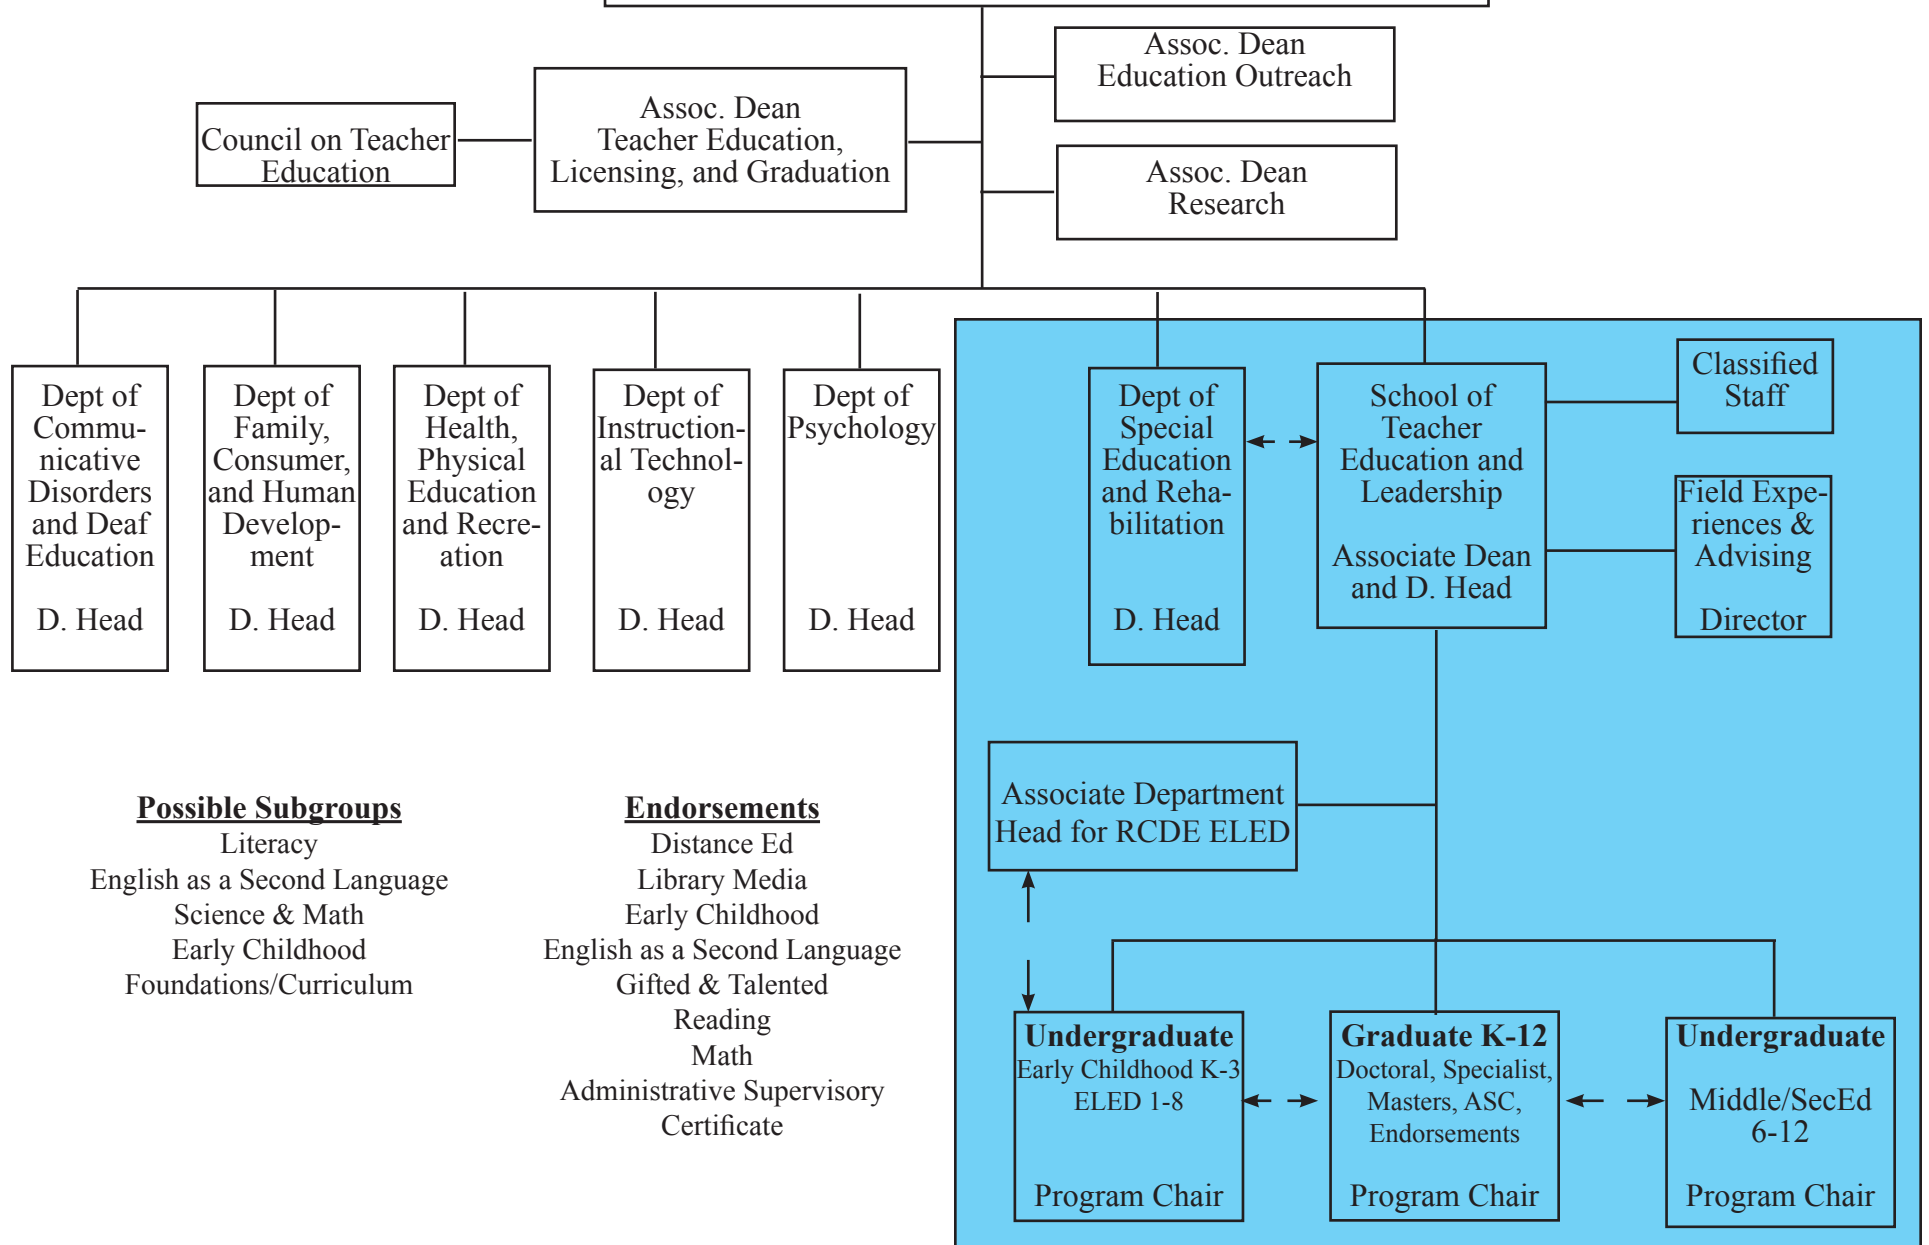 Assoc. Dean
Education Outreach
Assoc. Dean
Teacher Education,
Licensing, and Graduation
Council on Teacher
Education
Assoc. Dean
Research
Dept of
Commu-
nicative
Disorders
and Deaf
Education
D. Head
Dept of
Family,
Consumer,
and Human
Develop-
ment
D. Head
Dept of
Health,
Physical
Education
and Recre-
ation
D. Head
Dept of
Instruction-
al Technol-
ogy
D. Head
Dept of
Psychology
D. Head
Dept of
Special
Education
and Reha-
bilitation
D. Head
School of
Teacher
Education and
Leadership
Associate Dean
and D. Head
Classified
Staff
Field Expe-
riences &
Advising
Director
Possible Subgroups
Literacy
English as a Second Language
Science & Math
Early Childhood
Foundations/Curriculum
Endorsements
Distance Ed
Library Media
Early Childhood
English as a Second Language
Gifted & Talented
Reading
Math
Administrative Supervisory
Certificate
Associate Department
Head for RCDE ELED
Undergraduate
Early Childhood K-3
ELED 1-8
Program Chair
Graduate K-12
Doctoral, Specialist,
Masters, ASC,
Endorsements
Program Chair
Undergraduate
Middle/SecEd
6-12
Program Chair